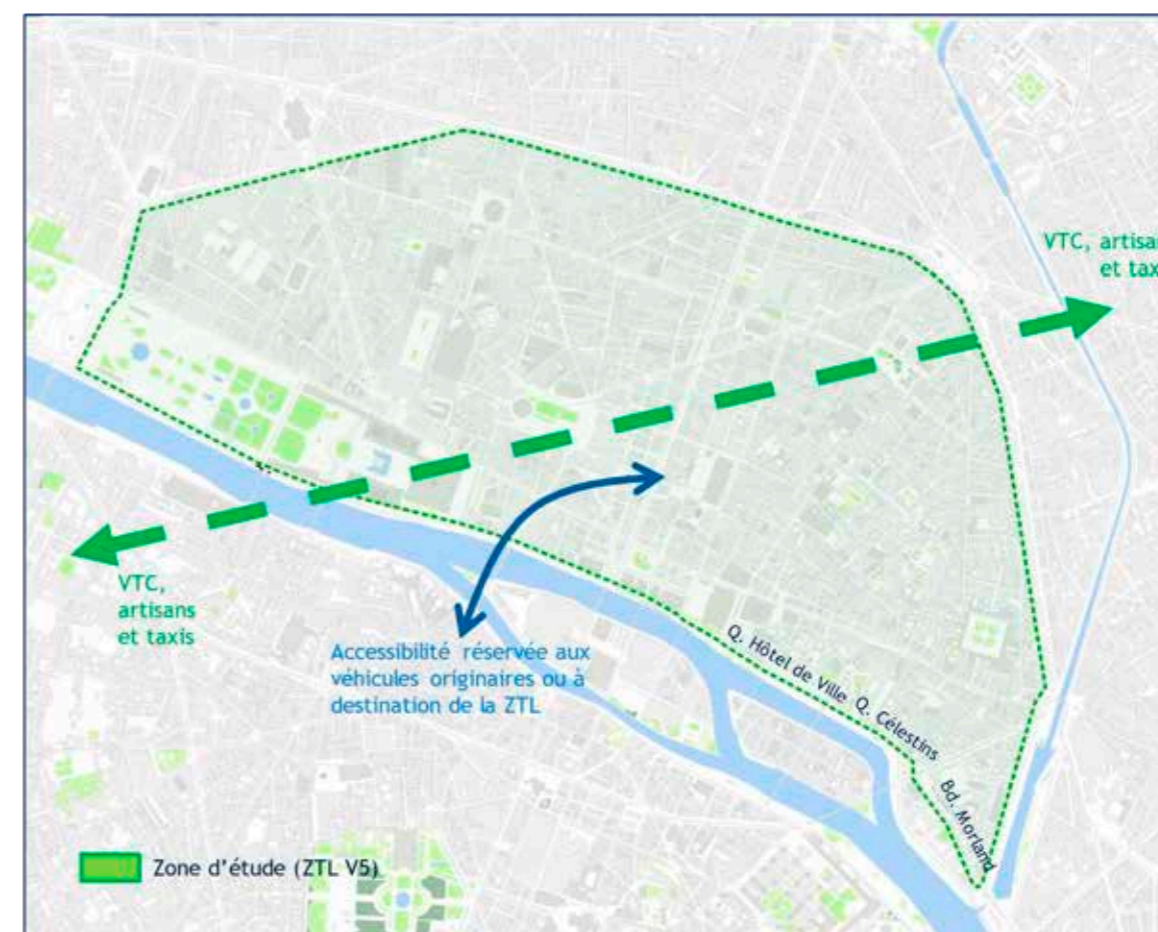 VTC, artisa
et tax
VTC,
artisans
et taxis
Accessibilité réservée aux
véhicules originaires ou à
destination de la ZTL
Q. Hôtel de Ville Q. Célestins
Bd. Morland
Zone d'étude (ZTL V5)